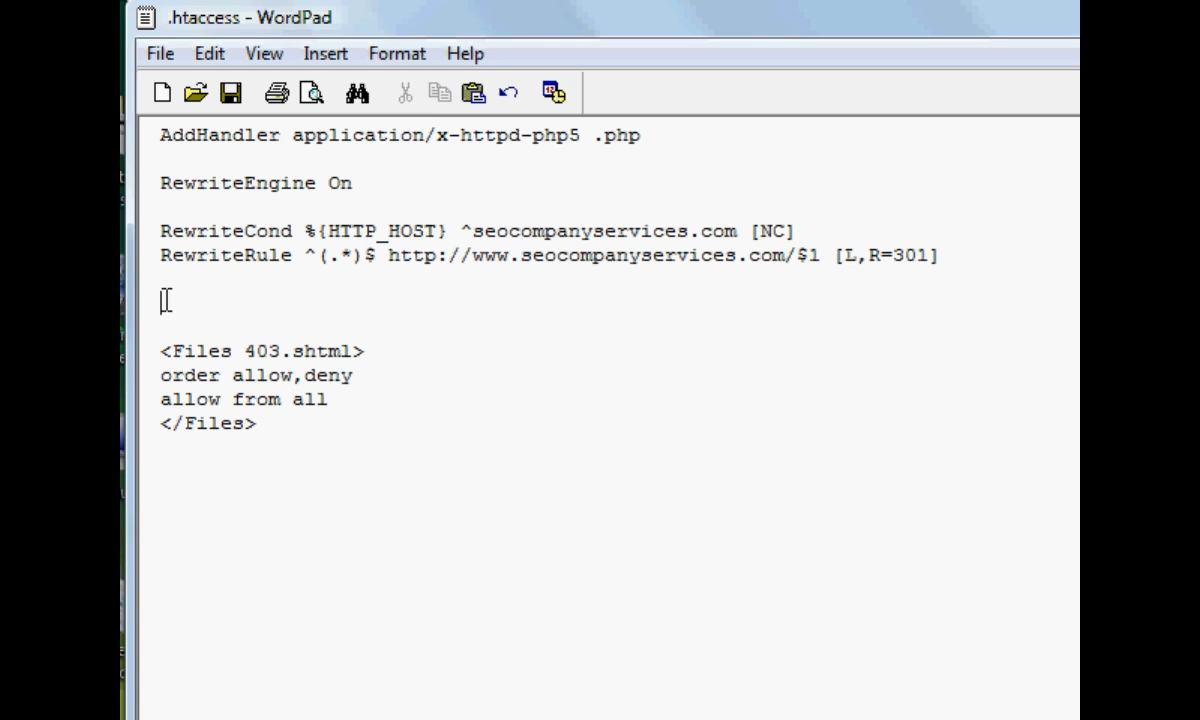 .htaccess - WordPad
File Edit View Insert Format Help
AddHandler application/x-httpd-php5 .php
RewriteEngine On
RewriteCond %{HTTP_HOST} ^seocompanyservices.com [NC]
RewriteRule ^(.*)$ http://www.seocompanyservices.com/$1 [L,R=301]
<Files 403.shtml>
order allow,deny
allow from all
</Files>